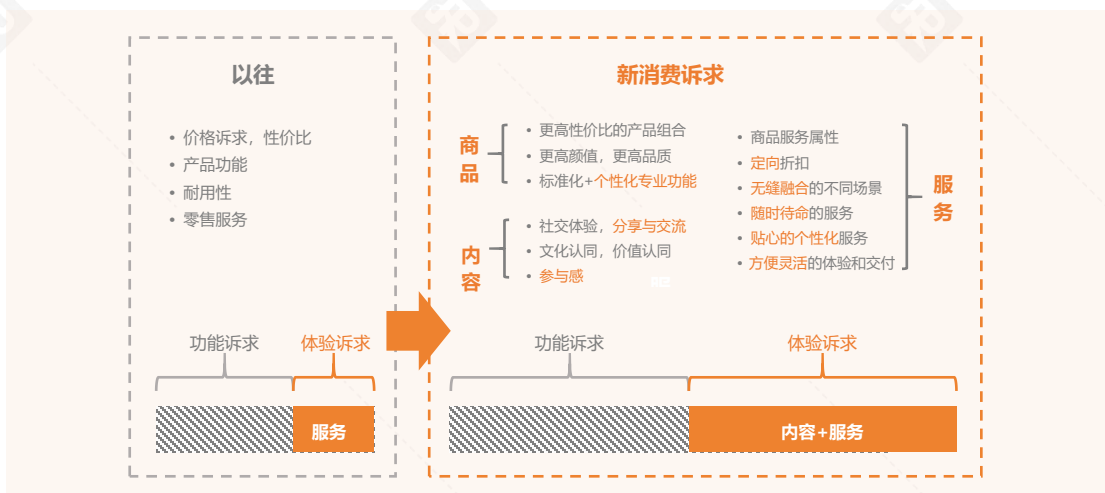 以往
• 价格诉求，性价比
• 产品功能
• 耐用性
• 零售服务
功能诉求
体验诉求
服务
新消费诉求
商品
• 更高性价比的产品组合
• 更高颜值，更高品质
• 标准化+个性化专业功能
内容
• 社交体验，分享与交流
• 文化认同，价值认同
• 参与感
• 商品服务属性
• 定向折扣
• 无缝融合的不同场景
• 随时待命的服务
• 贴心的个性化服务
• 方便灵活的体验和交付
服务
功能诉求
体验诉求
内容+服务